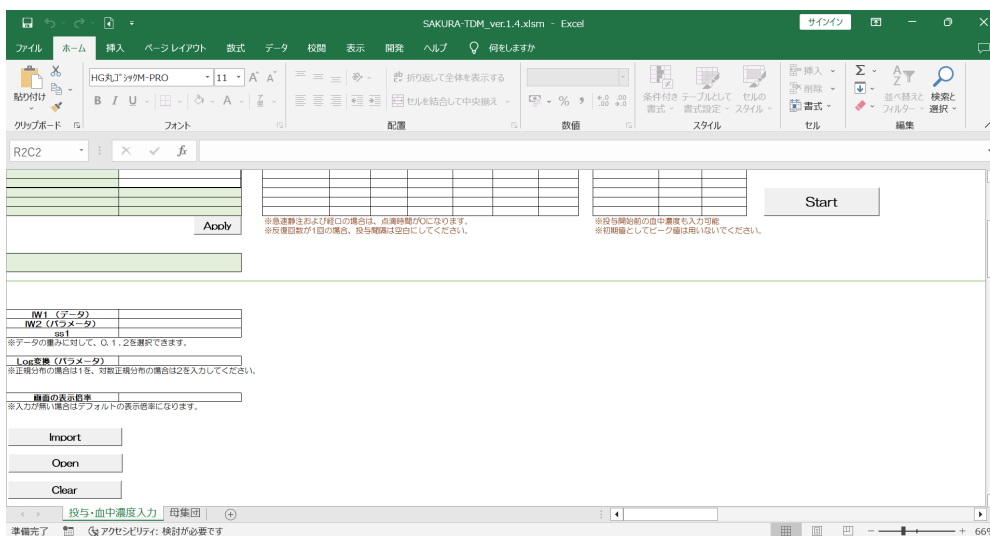 SAKURA-TDM_ver.1.4.xlsm - Excel
サインイン
ファイル ホーム 挿入 ページ レイアウト 数式 データ 校閲 表示 開発 ヘルプ 何をしますか
HG丸ｺﾞｼｯｸM-PRO 11 A A
折り返して全体を表示する
貼り付け
B I U A
セルを結合して中央揃え
% 9
条件付き書式
テーブルとして書式設定
セルのスタイル
挿入
削除
書式
Σ
並べ替えとフィルター
検索と選択
クリップボード フォント 配置 数値 スタイル セル 編集
R2C2 fx
Start
Apply
※急速静注および経口の場合は、点滴時間が0になります。
※反復回数が1回の場合、投与間隔は空白にしてください。
※投与開始前の血中濃度も入力可能
※初期値としてピーク値は用いないでください。
IW1 （データ）
IW2（パラメータ）
ss1
※データの重みに対して、0, 1, 2を選択できます。
Log変換（パラメータ）
※正規分布の場合は1を、対数正規分布の場合は2を入力してください。
画面の表示倍率
※入力が無い場合はデフォルトの表示倍率になります。
Import
Open
Clear
投与・血中濃度入力 母集団
準備完了 アクセシビリティ: 検討が必要です 66%